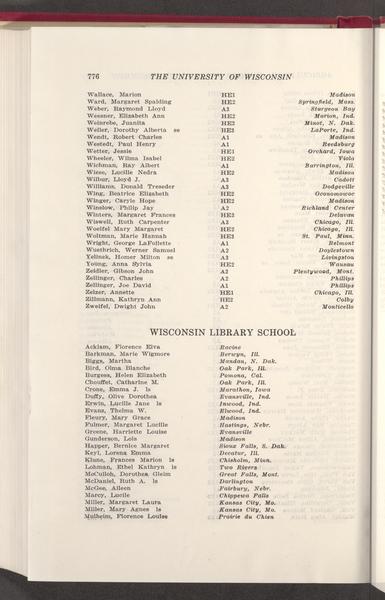 776 THE UNIVERSITY OF WISCONSIN
Wallace, Marion HE1 Madison
Ward, Margaret Spalding HE2 Springfield, Mass.
Weber, Raymond Lloyd A3 Sturgeon Bay
Wessner, Elizabeth Ann HE2 Marion, Ind.
Weinrebe, Juanita HE2 Minot, N. Dak.
Weller, Dorothy Alberta se HE3 LaPorte, Ind.
Wendt, Robert Charles A1 Madison
Westedt, Paul Henry A1 Reedsburg
Wetter, Jessie HE1 Orchard, Iowa
Wheeler, Wilma Isabel HE2 Viola
Wichman, Ray Albert A1 Barrington, Ill.
Wiese, Lucille Nedra HE2 Madison
Wilbur, Lloyd J. A3 Cadott
Williams, Donald Treseder A3 Dodgeville
Wing, Beatrice Elizabeth HE2 Oconomowoc
Winger, Caryle Hope HE2 Madison
Winslow, Philip Jay A2 Richland Center
Winters, Margaret Frances HE3 Delavan
Wiswell, Ruth Carpenter A3 Chicago, Ill.
Woelfel Mary Margaret HE2 Chicago, Ill.
Woltman, Marie Hannah HE3 St. Paul, Minn.
Wright, George LaFollette A1 Belmont
Wuethrich, Werner Samuel A2 Doylestown
Yelinek, Homer Milton se A3 Livingston
Young, Anna Sylvia HE2 Wausau
Zeidler, Gibson John A2 Plentywood, Mont.
Zellinger, Charles A2 Phillips
Zellinger, Joe David A1 Phillips
Zelzer, Annette HE1 Chicago, Ill.
Zillmann, Kathryn Ann HE2 Colby
Zweifel, Dwight John A2 Monticello
WISCONSIN LIBRARY SCHOOL
Acklam, Florence Elva Racine
Barkman, Marie Wigmore Berwyn, Ill.
Biggs, Martha Mandan, N. Dak.
Bird, Olma Blanche Oak Park, Ill.
Burgess, Helen Elizabeth Pomona, Cal.
Chouffet, Catharine M. Oak Park, Ill.
Crone, Emma J. ls Marathon, Iowa
Duffy, Olive Dorothea Evansville, Ind.
Erwin, Lucille Jane ls Inwood, Ind.
Evans, Thelma W. Elwood, Ind.
Fleury, Mary Grace Madison
Fulmer, Margaret Lucille Hastings, Nebr.
Greene, Harriette Louise Evansville
Gunderson, Lois Madison
Happer, Bernice Margaret Sioux Falls, S. Dak.
Keyl, Lorena Emma Decatur, Ill.
Klune, Frances Marion ls Chisholm, Minn.
Lohman, Ethel Kathryn ls Two Rivers
McCulloh, Dorothea Gleim Great Falls, Mont.
McDaniel, Ruth A. ls Darlington
McGee, Aileen Fairbury, Nebr.
Marcy, Lucile Chippewa Falls
Miller, Margaret Laura Kansas City, Mo.
Miller, Mary Agnes ls Kansas City, Mo.
Mulheim, Florence Louise Prairie du Chien